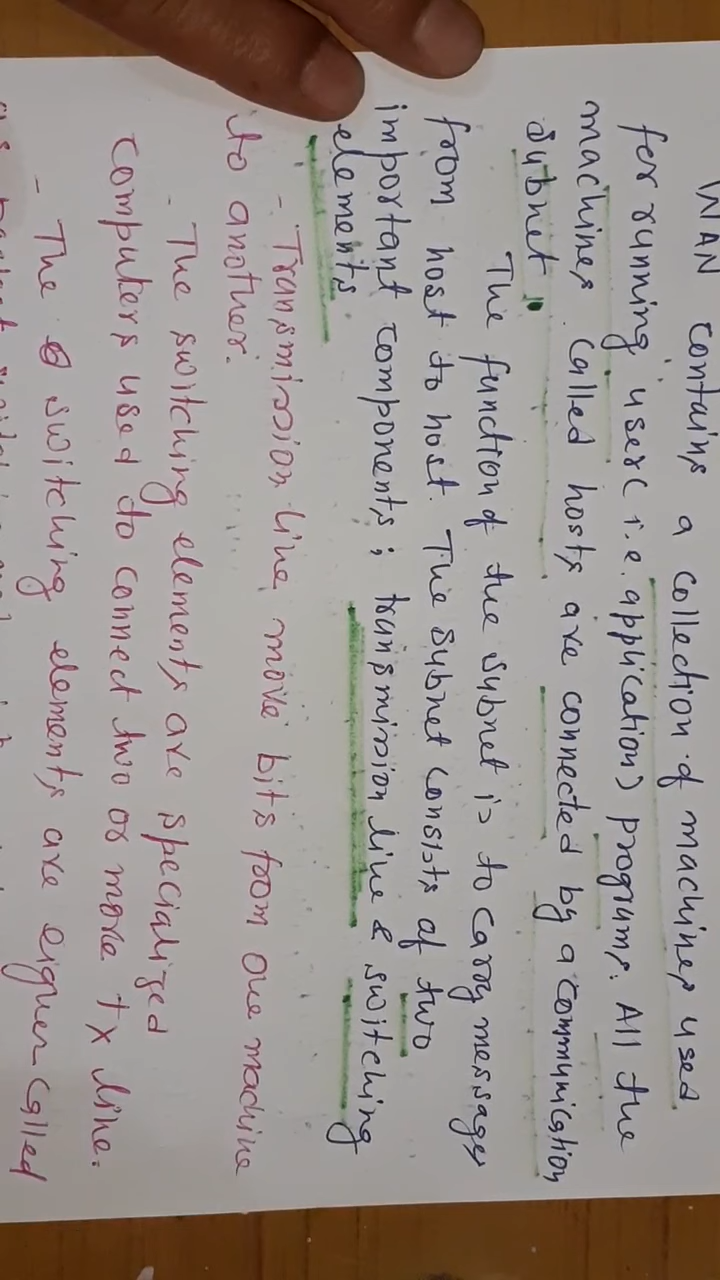 WAN contains a collection of machines used
for running user (i.e. application) programs. All the
machines called hosts are connected by a communication
subnet.
The function of the subnet is to carry messages
from host to host. The subnet consists of two
important components; transmission line & switching
elements
- Transmission line move bits from one machine
to another.
- The switching elements are specialized
computers used to connect two or more tx line.
- The switching elements are eigner called